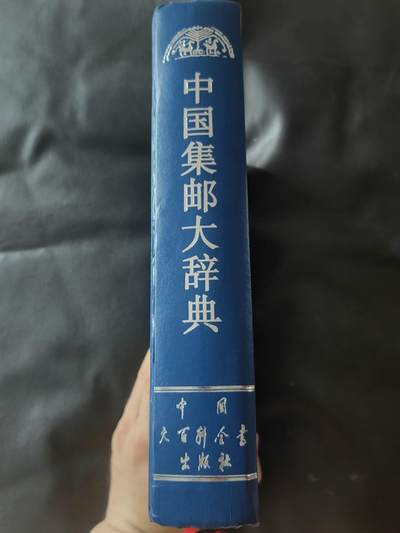 中国集邮大辞典
中国
大百科全书
出版社